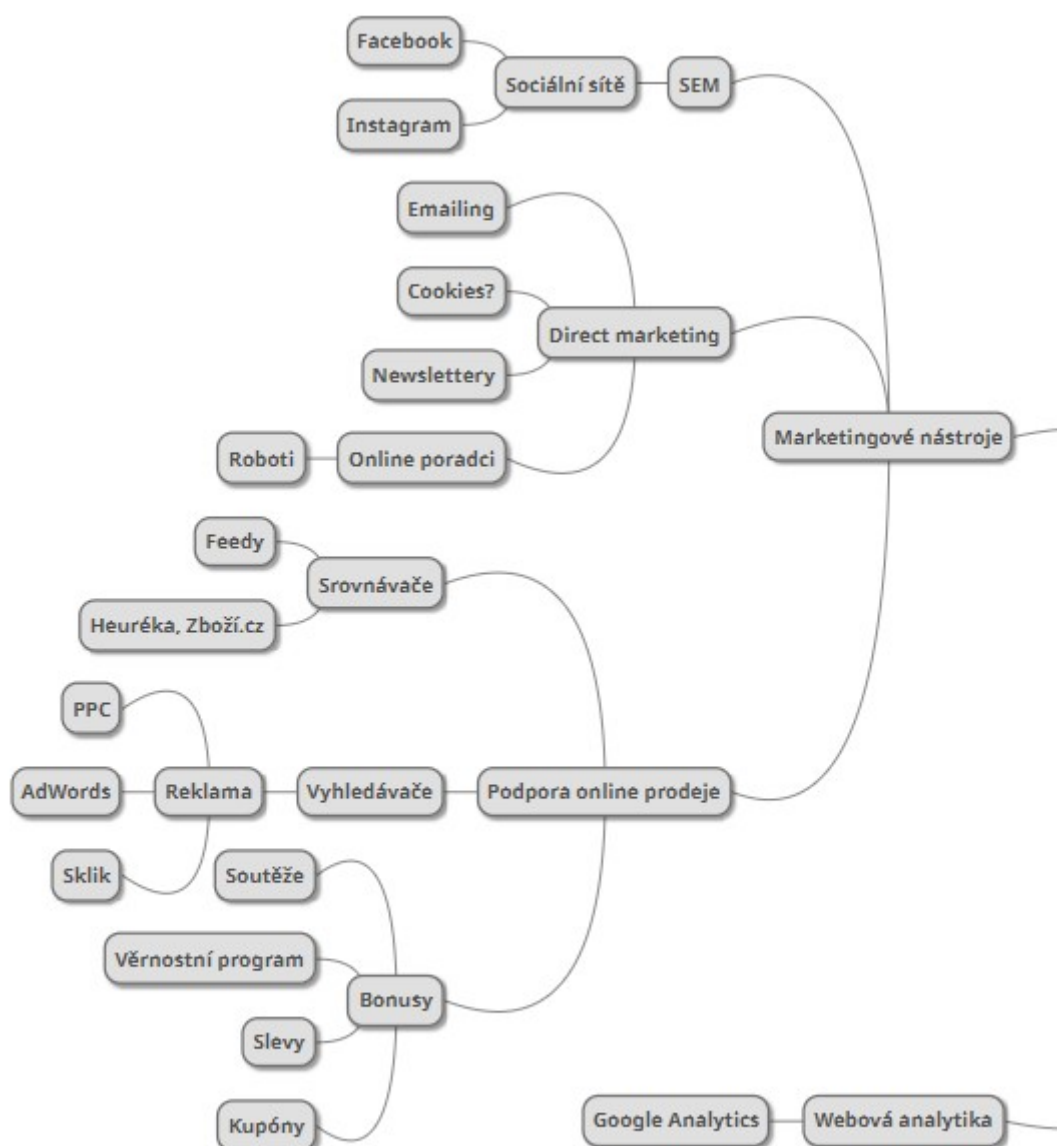 Facebook
Sociální sítě
SEM
Instagram
Emailing
Cookies?
Direct marketing
Newslettery
Marketingové nástroje
Roboti
Online poradci
Feedy
Srovnávače
Heuréka, Zboží.cz
PPC
AdWords
Reklama
Vyhledávače
Podpora online prodeje
Sklik
Soutěže
Věrnostní program
Bonusy
Slevy
Kupóny
Google Analytics
Webová analytika